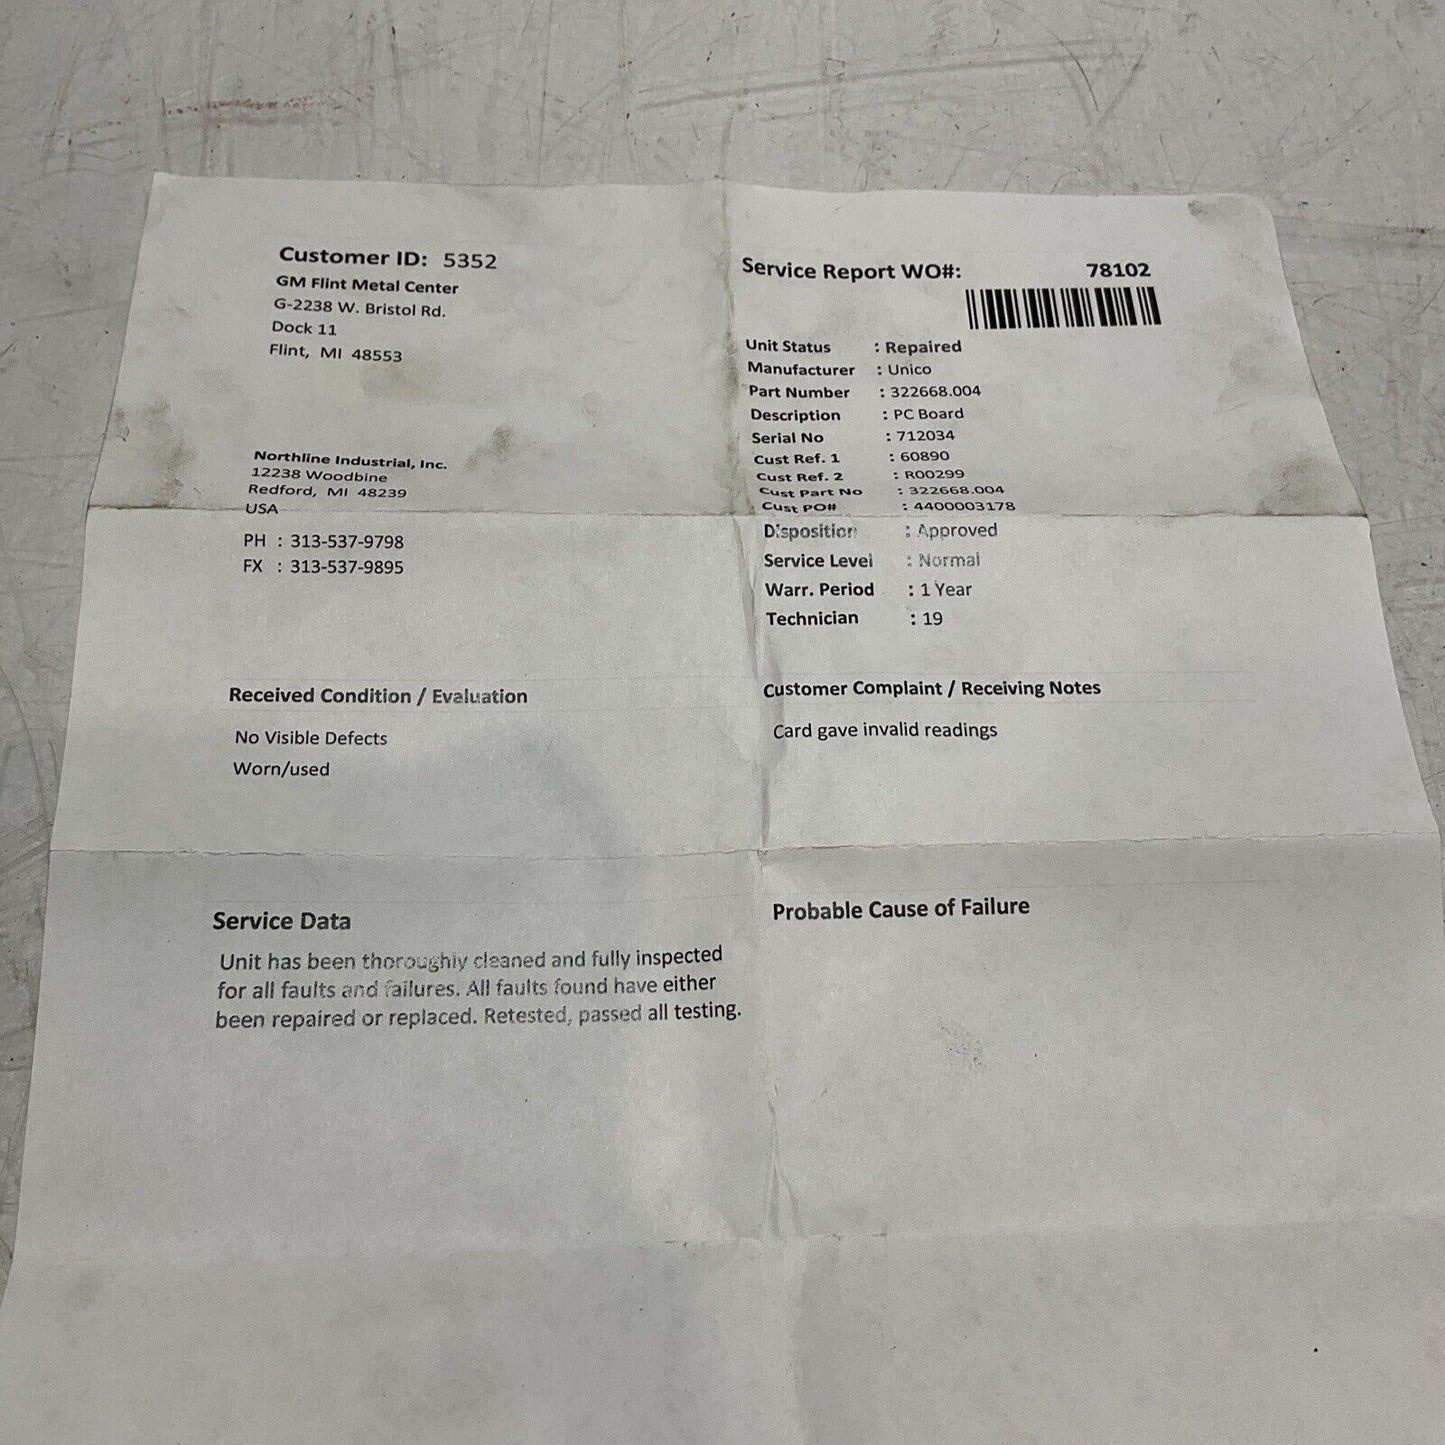 Customer ID: 5352
GM Flint Metal Center
G-2238 W. Bristol Rd.
Dock 11
Flint, MI 48553
Northline Industrial, Inc.
12238 Woodbine
Redford, MI 48239
USA
PH : 313-537-9798
FX : 313-537-9895
Service Report WO#: 78102
Unit Status : Repaired
Manufacturer : Unico
Part Number : 322668.004
Description : PC Board
Serial No : 712034
Cust Ref. 1 : 60890
Cust Ref. 2 : R00299
Cust Part No : 322668.004
Cust PO# : 4400003178
Disposition : Approved
Service Level : Normal
Warr. Period : 1 Year
Technician : 19
Received Condition / Evaluation
No Visible Defects
Worn/used
Customer Complaint / Receiving Notes
Card gave invalid readings
Service Data
Unit has been thoroughly cleaned and fully inspected
for all faults and failures. All faults found have either
been repaired or replaced. Retested, passed all testing.
Probable Cause of Failure